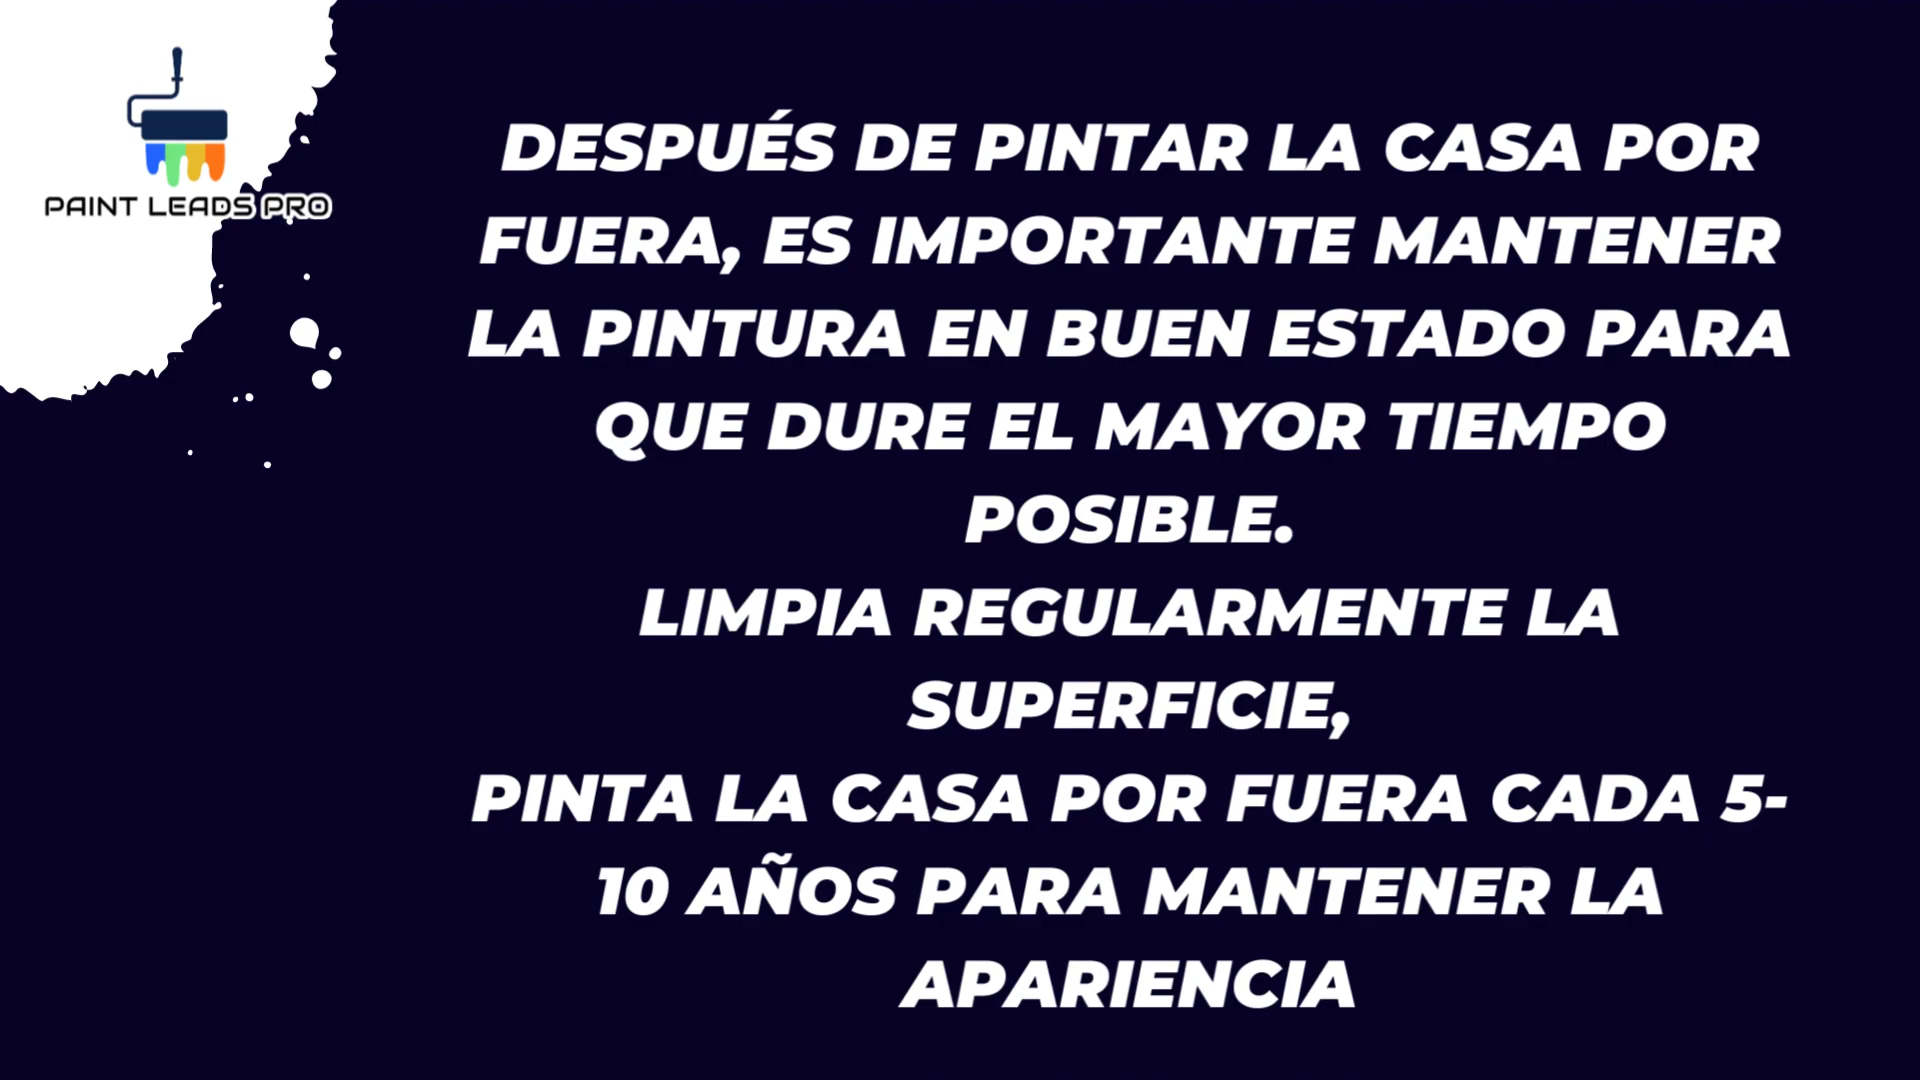 PAINT LEADS PRO
DESPUÉS DE PINTAR LA CASA POR
FUERA, ES IMPORTANTE MANTENER
LA PINTURA EN BUEN ESTADO PARA
QUE DURE EL MAYOR TIEMPO
POSIBLE.
LIMPIA REGULARMENTE LA
SUPERFICIE,
PINTA LA CASA POR FUERA CADA 5-
10 AÑOS PARA MANTENER LA
APARIENCIA